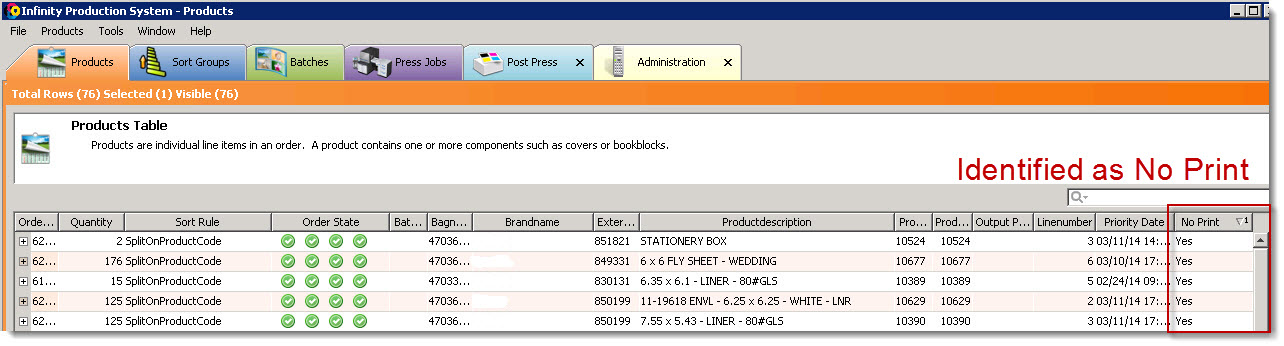 Infinity Production System - Products
File Products Tools Window Help
Products Sort Groups Batches Press Jobs Post Press Administration
Total Rows (76) Selected (1) Visible (76)
Products Table
Products are individual line items in an order. A product contains one or more components such as covers or bookblocks.
Identified as No Print
Orde... Quantity Sort Rule Order State Bat... Bagn... Brandname Exter... Productdescription Pro... Prod... Output P... Linenumber Priority Date No Print 1
62... 2 SplitOnProductCode 47036... 851821 STATIONERY BOX 10524 10524 3 03/11/14 14:... Yes
62... 176 SplitOnProductCode 47036... 849331 6 x 6 FLY SHEET - WEDDING 10677 10677 6 03/10/14 17:... Yes
61... 15 SplitOnProductCode 44033... 830131 6.35 x 6.1 - LINER - 80#GLS 10389 10389 5 02/24/14 09:... Yes
62... 125 SplitOnProductCode 47036... 850199 11-19618 ENVL - 6.25 x 6.23 - WHITE - LNR 10629 10629 2 03/11/14 17:... Yes
62... 125 SplitOnProductCode 47036... 850199 7.55 x 5.43 - LINER - 80#GLS 10390 10390 3 03/11/14 17:... Yes